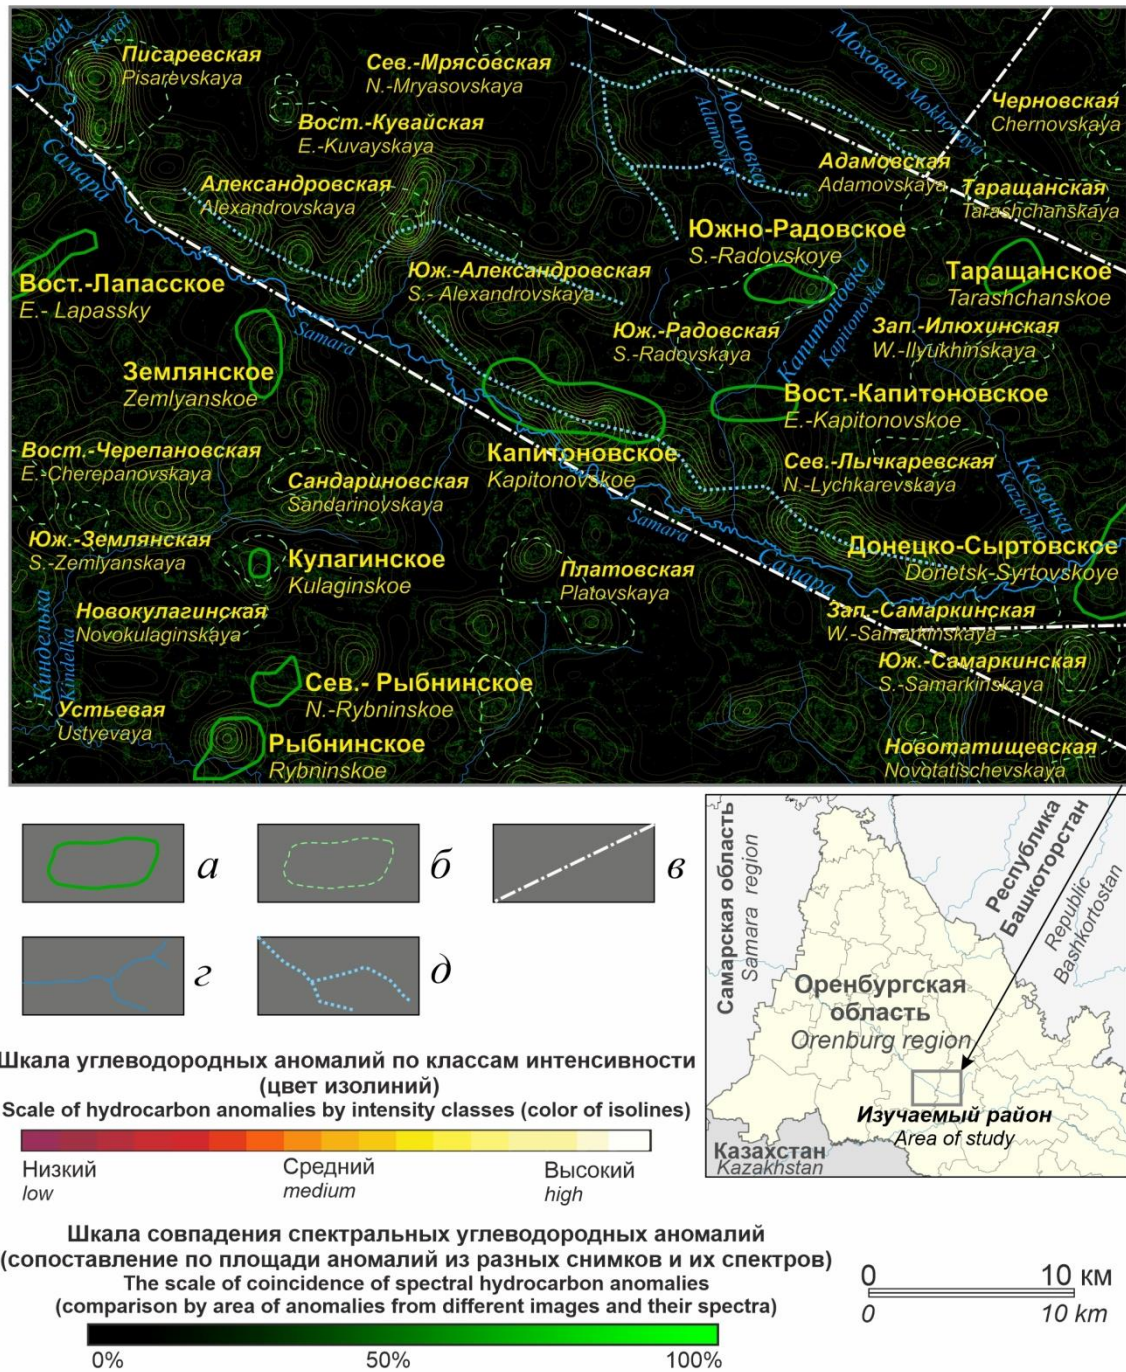 Кувай
Kuvai
Писаревская
Pisarevskaya
Сев.-Мрясовская
N.-Mryasovskaya
Моховая Mokhovaya
Черновская
Chernovskaya
Вост.-Кувайская
E.-Kuvayskaya
Адамовка
Adamovka
Самара
Александровская
Alexandrovskaya
Адамовская
Adamovskaya
Таращанская
Tarashchanskaya
Южно-Радовское
S.-Radovskoye
Вост.-Лапасское
E.- Lapassky
Юж.-Александровская
S.- Alexandrovskaya
Таращанское
Tarashchanskoe
Samara
Юж.-Радовская
S.-Radovskaya
Капитоновка
Kapitonovka
Зап.-Илюхинская
W.-Ilyukhinskaya
Землянское
Zemlyanskoe
Вост.-Капитоновское
E.-Kapitonovskoe
Вост.-Черепановская
E.-Cherepanovskaya
Сандариновская
Sandarinovskaya
Капитоновское
Kapitonovskoe
Сев.-Лычкаревская
N.-Lychkarevskaya
Казачка
Kazachka
Samara
Самара
Юж.-Землянская
S.-Zemlyanskaya
Кулагинское
Kulaginskoe
Платовская
Platovskaya
Донецко-Сыртовское
Donetsk-Syrtovskoye
Новокулагинская
Novokulaginskaya
Кинделька
Kindelka
Зап.-Самаркинская
W.-Samarkinskaya
Юж.-Самаркинская
S.-Samarkinskaya
Сев.- Рыбнинское
N.-Rybninskoe
Устьевая
Ustyevaya
Рыбнинское
Rybninskoe
Новотатищевская
Novotatischevskaya
а
б
в
г
д
Самарская область
Samara region
Республика
Башкоторстан
Republic
Bashkortostan
Оренбургская
область
Orenburg region
Изучаемый район
Area of study
Казахстан
Kazakhstan
Шкала углеводородных аномалий по классам интенсивности
(цвет изолиний)
Scale of hydrocarbon anomalies by intensity classes (color of isolines)
Низкий
low
Средний
medium
Высокий
high
Шкала совпадения спектральных углеводородных аномалий
(сопоставление по площади аномалий из разных снимков и их спектров)
The scale of coincidence of spectral hydrocarbon anomalies
(comparison by area of anomalies from different images and their spectra)
0%
50%
100%
0
10 км
0
10 km